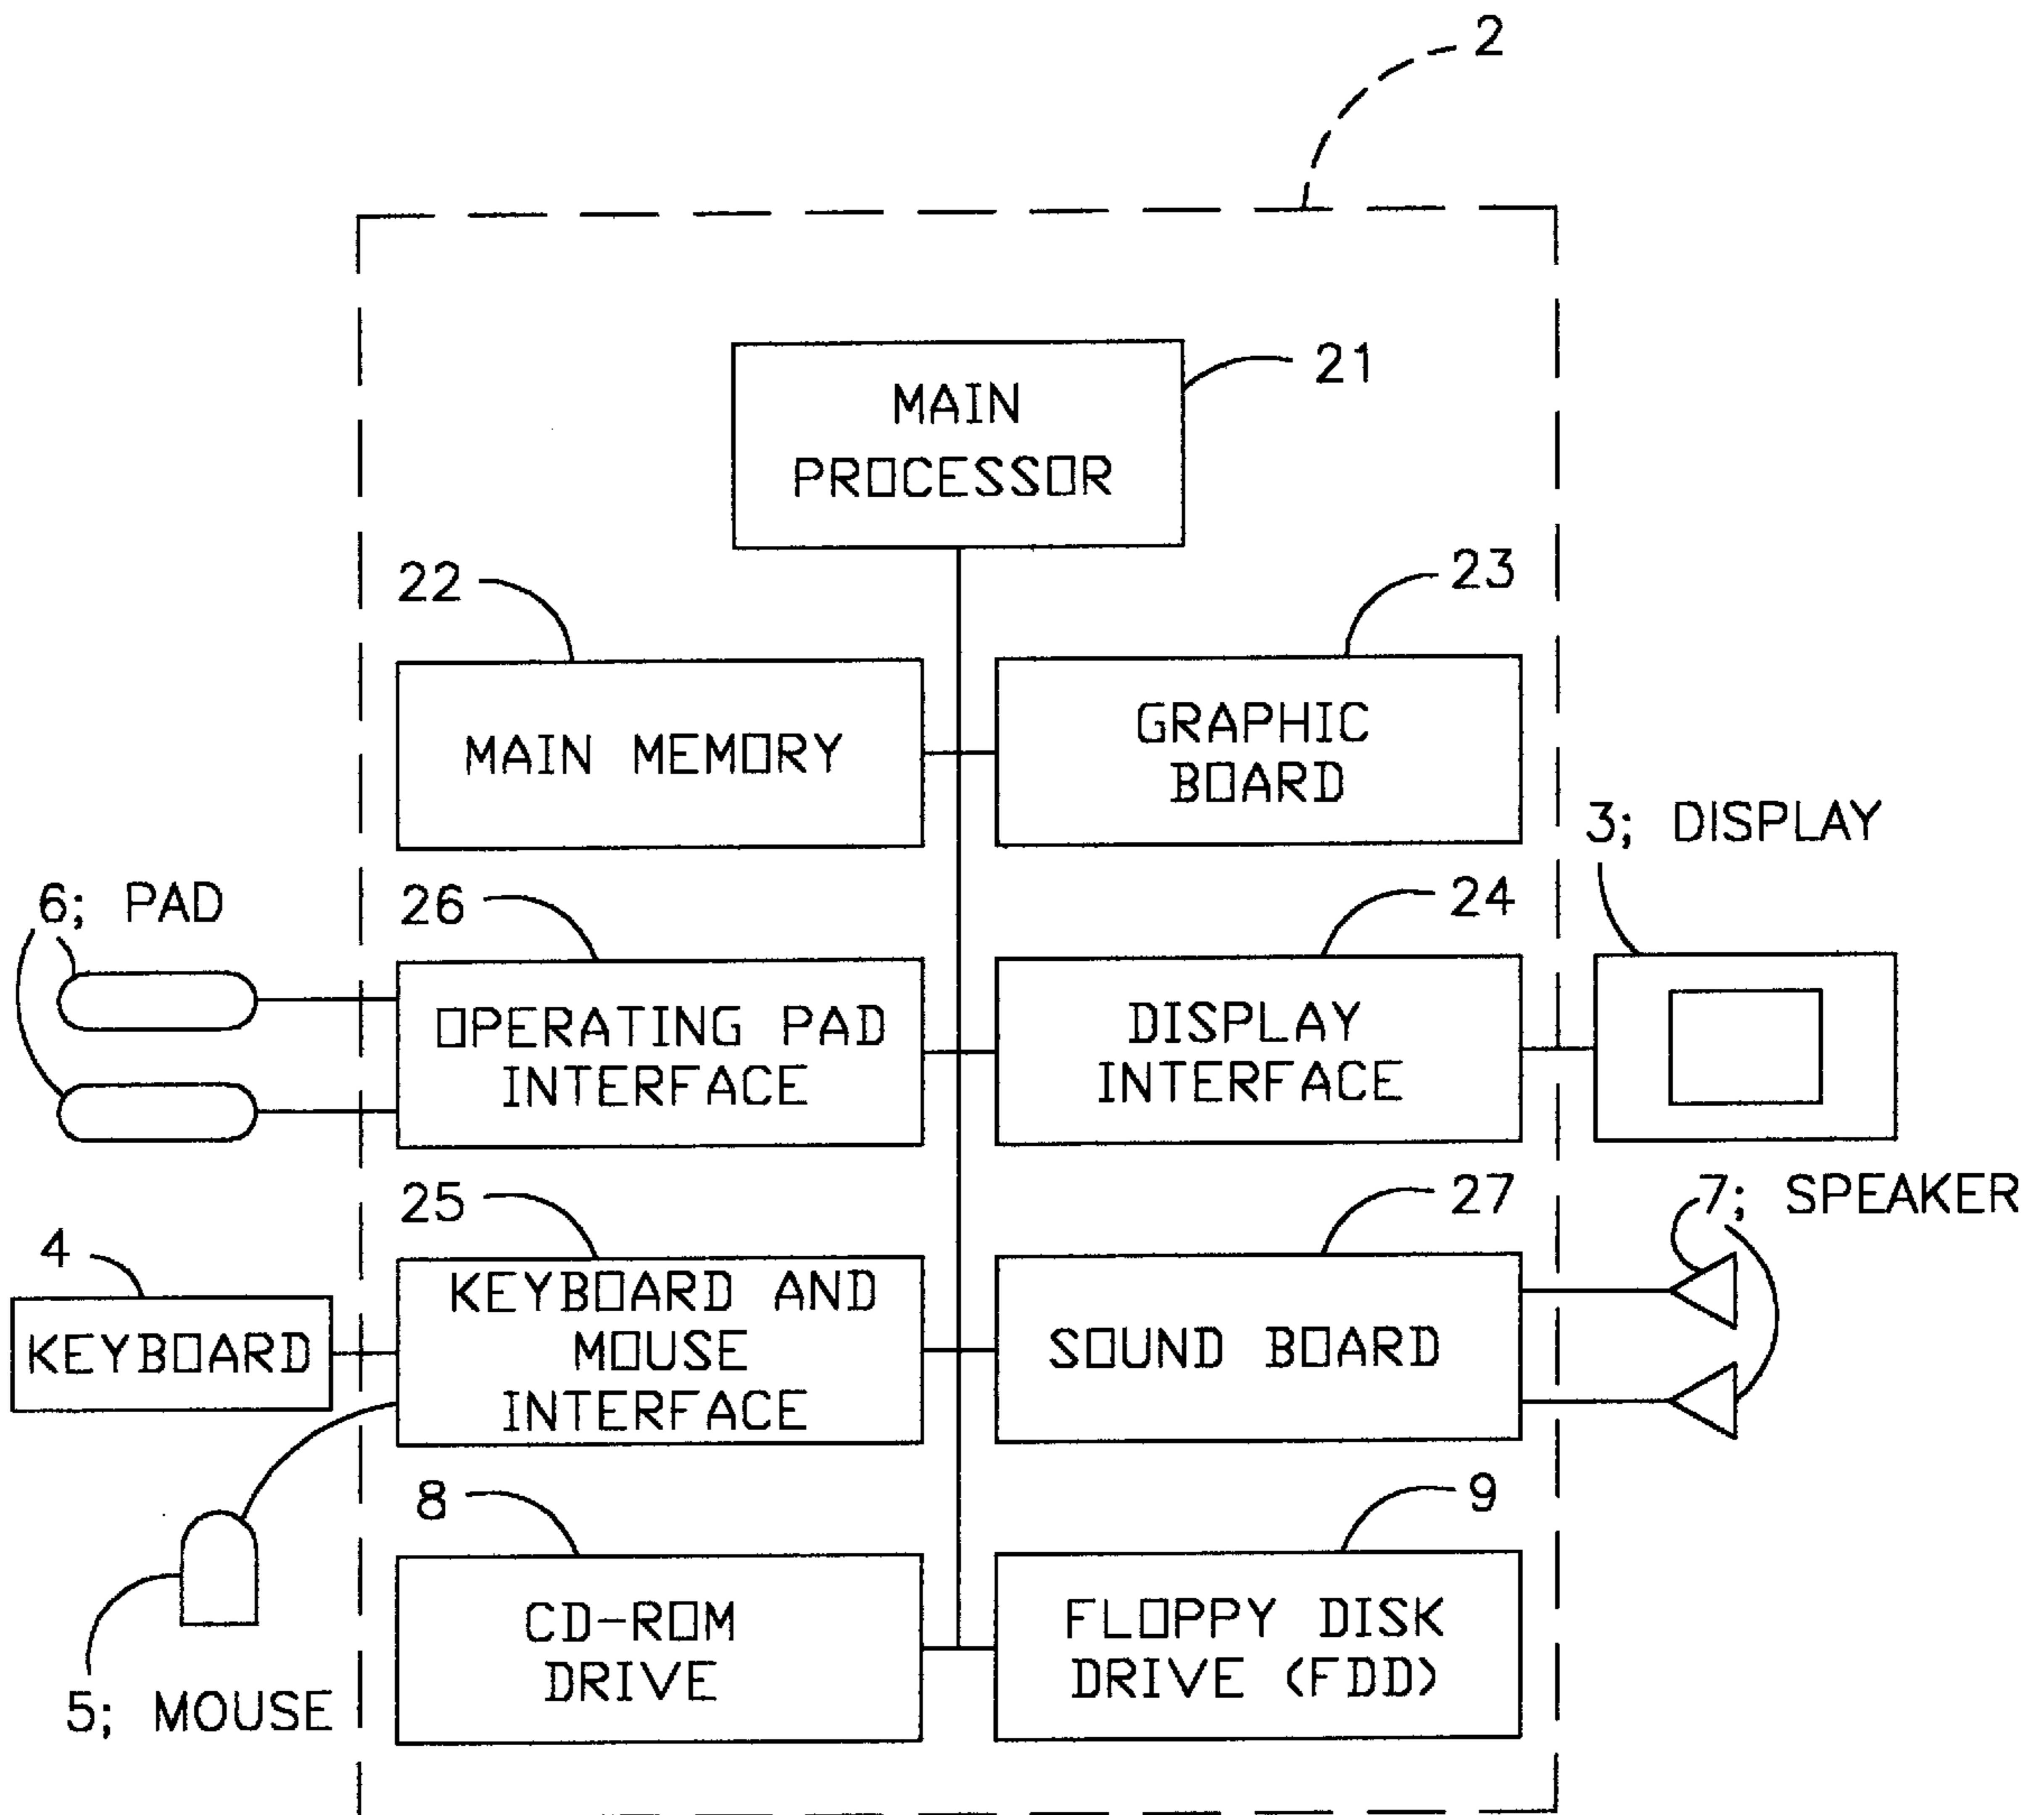 2
21
MAIN
PROCESSOR
22
23
MAIN MEMORY
GRAPHIC
BOARD
3; DISPLAY
6; PAD
26
24
OPERATING PAD
INTERFACE
DISPLAY
INTERFACE
25
27
7; SPEAKER
4
KEYBOARD
KEYBOARD AND
MOUSE
INTERFACE
SOUND BOARD
8
9
5; MOUSE
CD-ROM
DRIVE
FLOPPY DISK
DRIVE (FDD)